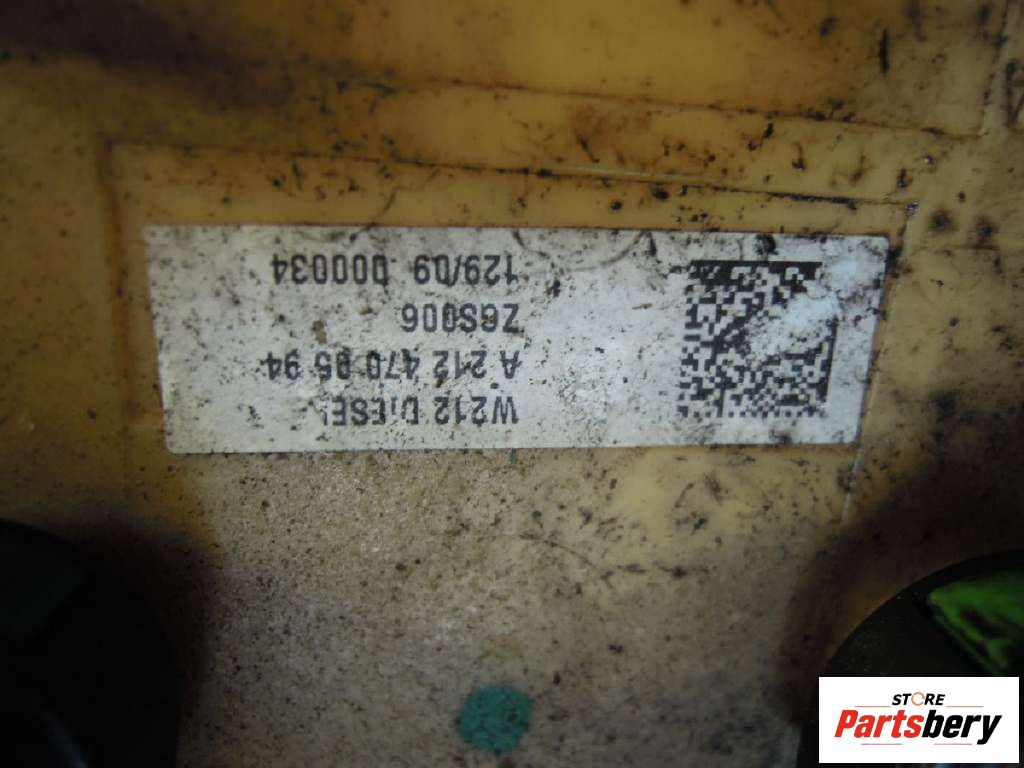 W212 DIESEL
A 212 470 05 94
Z6S006
129/09 000034
STORE
Partsbery